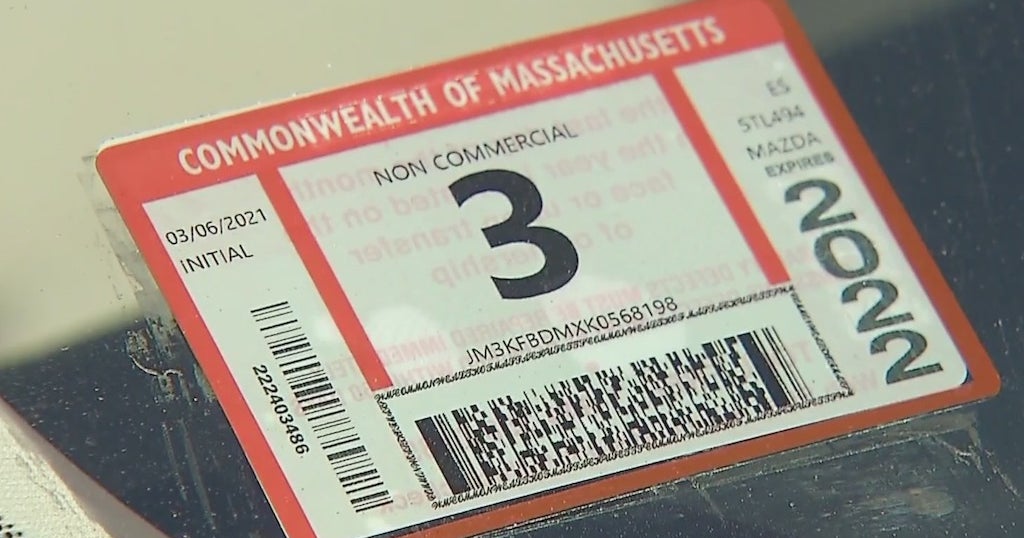 COMMONWEALTH OF MASSACHUSETTS
03/06/2021
INITIAL
222403486
NON COMMERCIAL
3
JM3KFBDMXK0568198
ES
5TL494
MAZDA
EXPIRES
2022